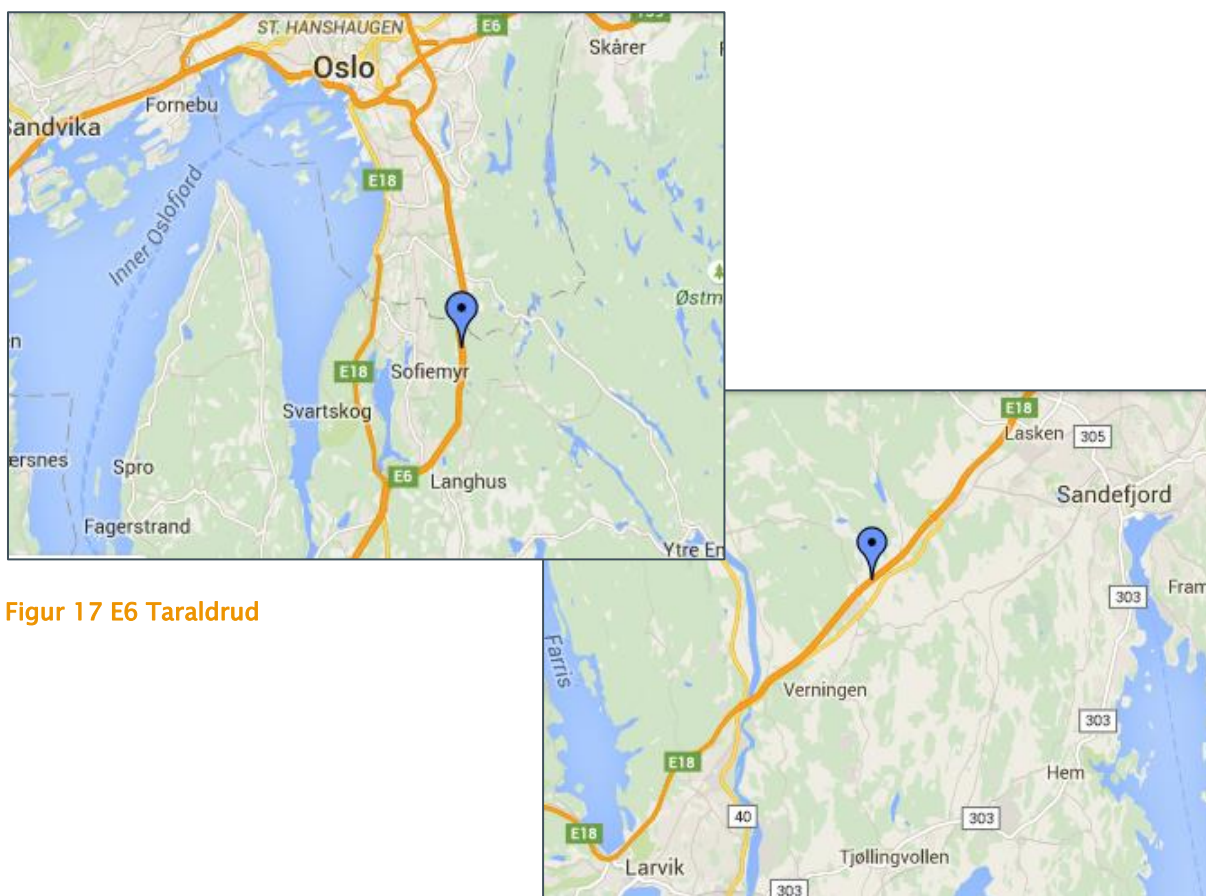 ST. HANSHAUGEN
E6
Skårer
Oslo
Fornebu
Sandvika
E18
Inner Oslofjord
Østm
E18
Sofiemyr
Svartskog
E6
Langhus
Spro
Fagerstrand
ersnes
en
Ytre En
Figur 17 E6 Taraldrud
E18
Lasken
305
Sandefjord
303
Fram
Farris
Verningen
303
E18
Hem
40
303
E18
Tjøllingvollen
Larvik
303